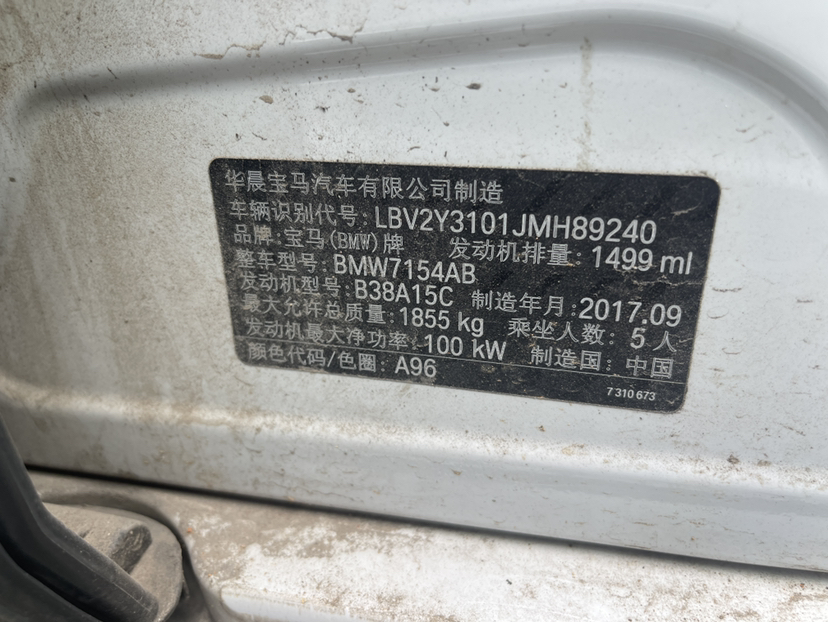 华晨宝马汽车有限公司制造
车辆识别代号: LBV2Y3101JMH89240
品牌: 宝马(BMW)牌 发动机排量: 1499 ml
整车型号: BMW7154AB
发动机型号: B38A15C 制造年月: 2017.09
最大允许总质量: 1855 kg 乘坐人数: 5 人
发动机最大净功率: 100 kW 制造国: 中国
颜色代码/色圈: A96
7 310 673